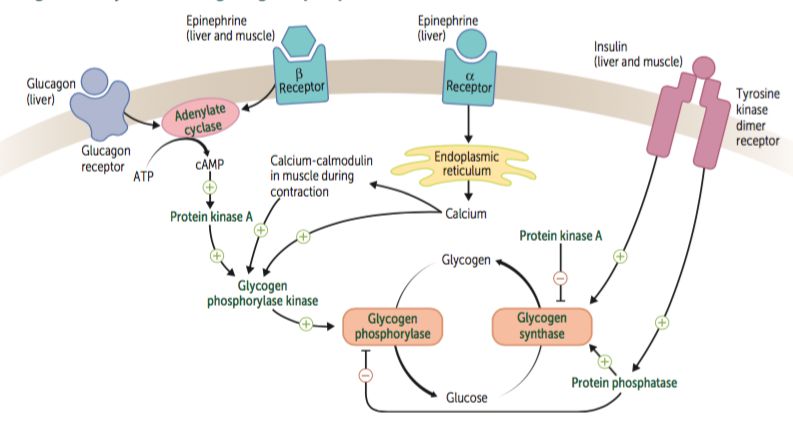 Epinephrine
(liver and muscle)
Epinephrine
(liver)
Insulin
(liver and muscle)
Glucagon
(liver)
β
Receptor
α
Receptor
Tyrosine
kinase
dimer
receptor
Adenylate
cyclase
Glucagon
receptor
ATP
cAMP
Calcium-calmodulin
in muscle during
contraction
Endoplasmic
reticulum
Calcium
+
Protein kinase A
+
+
+
Protein kinase A
+
Glycogen
−
Glycogen
phosphorylase kinase
+
Glycogen
phosphorylase
Glycogen
synthase
+
+
−
Protein phosphatase
Glucose